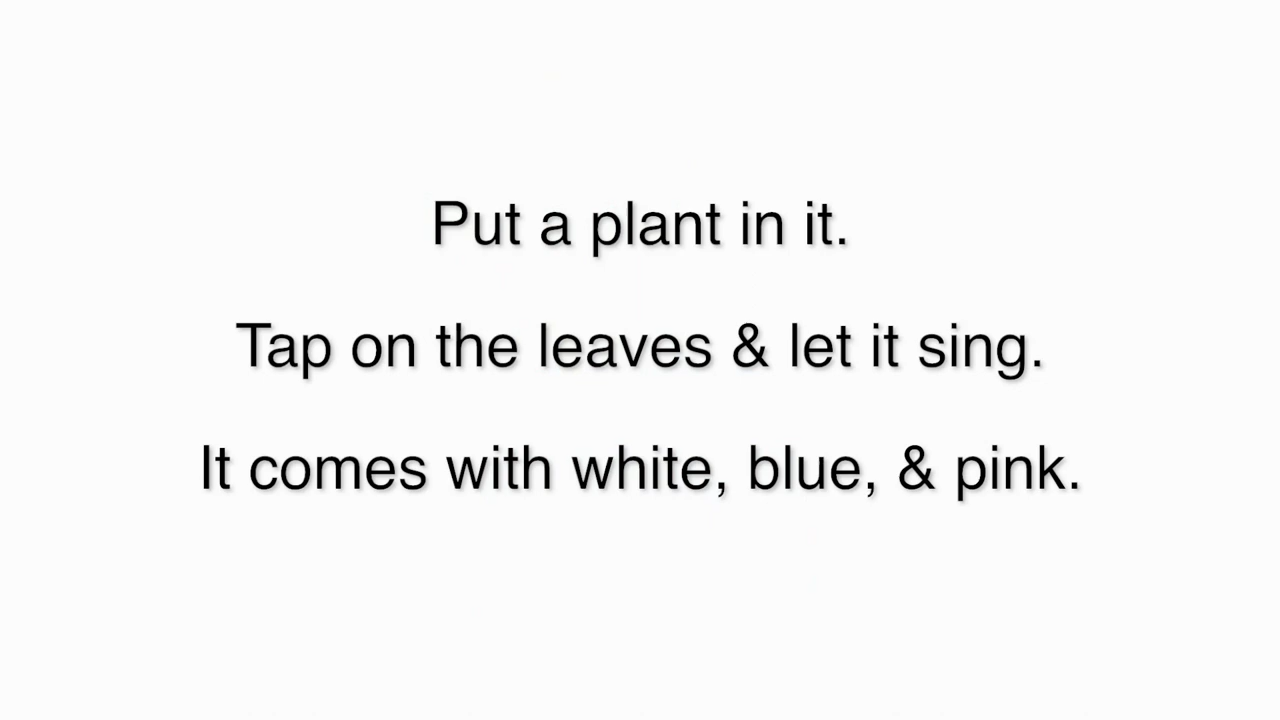 Put a plant in it.
Tap on the leaves & let it sing.
It comes with white, blue, & pink.